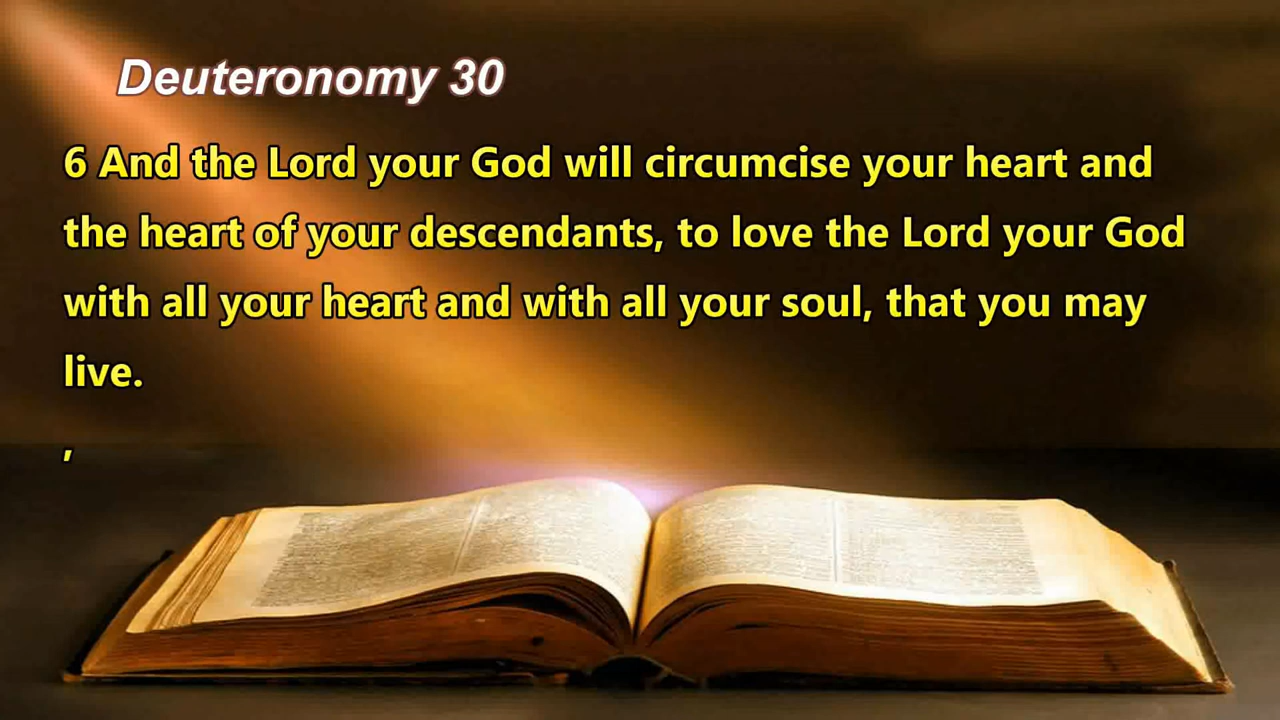 Deuteronomy 30
6 And the Lord your God will circumcise your heart and
the heart of your descendants, to love the Lord your God
with all your heart and with all your soul, that you may
live.
,